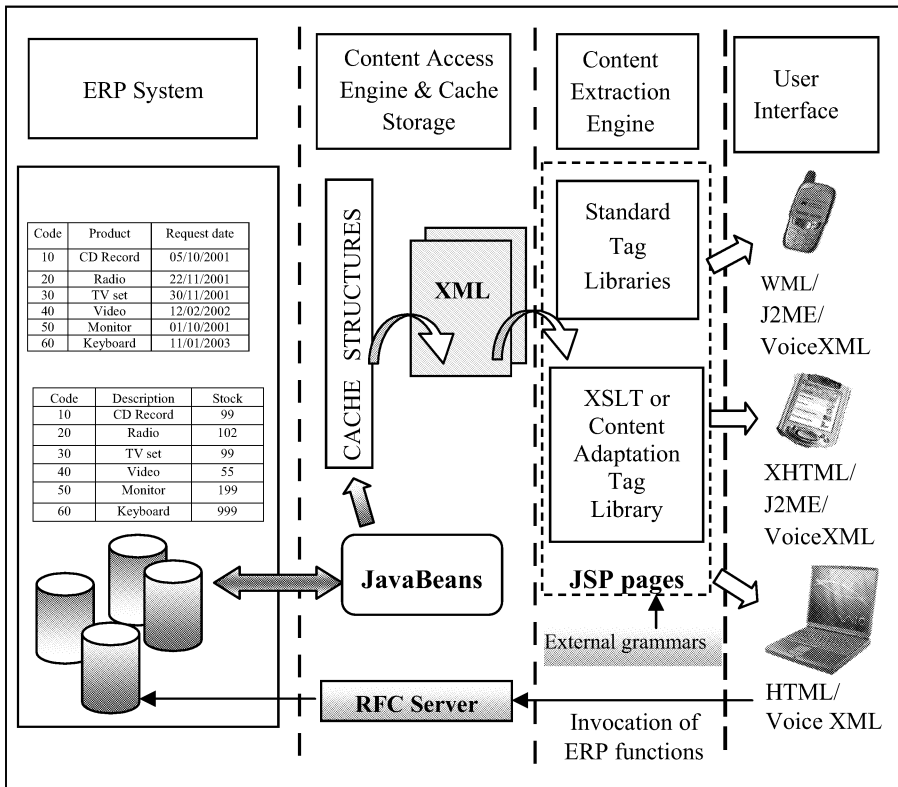 ERP System
Content Access
Engine & Cache
Storage
Content
Extraction
Engine
User
Interface
Code Product Request date
10 CD Record 05/10/2001
20 Radio 22/11/2001
30 TV set 30/11/2001
40 Video 12/02/2002
50 Monitor 01/10/2001
60 Keyboard 11/01/2003
Code Description Stock
10 CD Record 99
20 Radio 102
30 TV set 99
40 Video 55
50 Monitor 199
60 Keyboard 999
CACHE STRUCTURES
XML
JavaBeans
RFC Server
Standard
Tag
Libraries
XSLT or
Content
Adaptation
Tag
Library
JSP pages
External grammars
Invocation of
ERP functions
WML/
J2ME/
VoiceXML
XHTML/
J2ME/
VoiceXML
HTML/
Voice XML